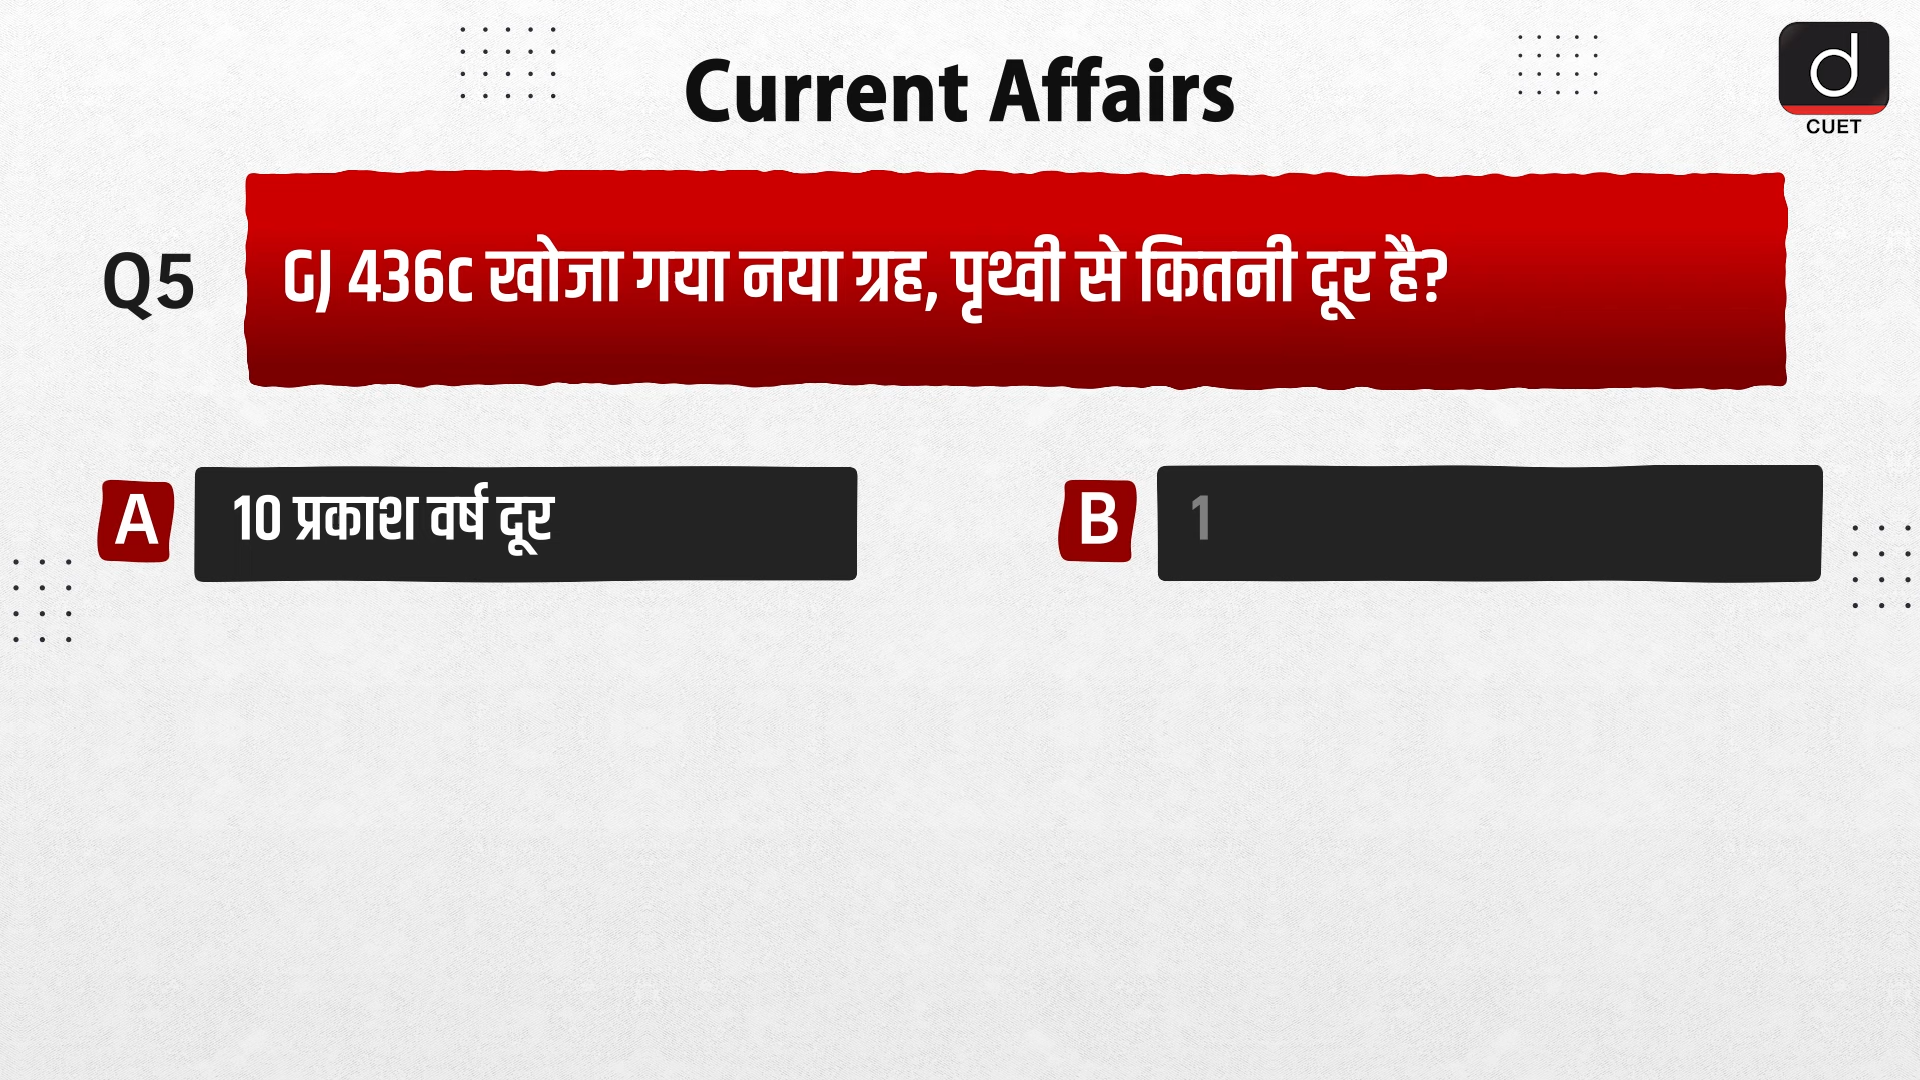 Current Affairs
d
CUET
Q5
GJ 436c खोजा गया नया ग्रह, पृथ्वी से कितनी दूर है?
A
10 प्रकाश वर्ष दूर
B
1